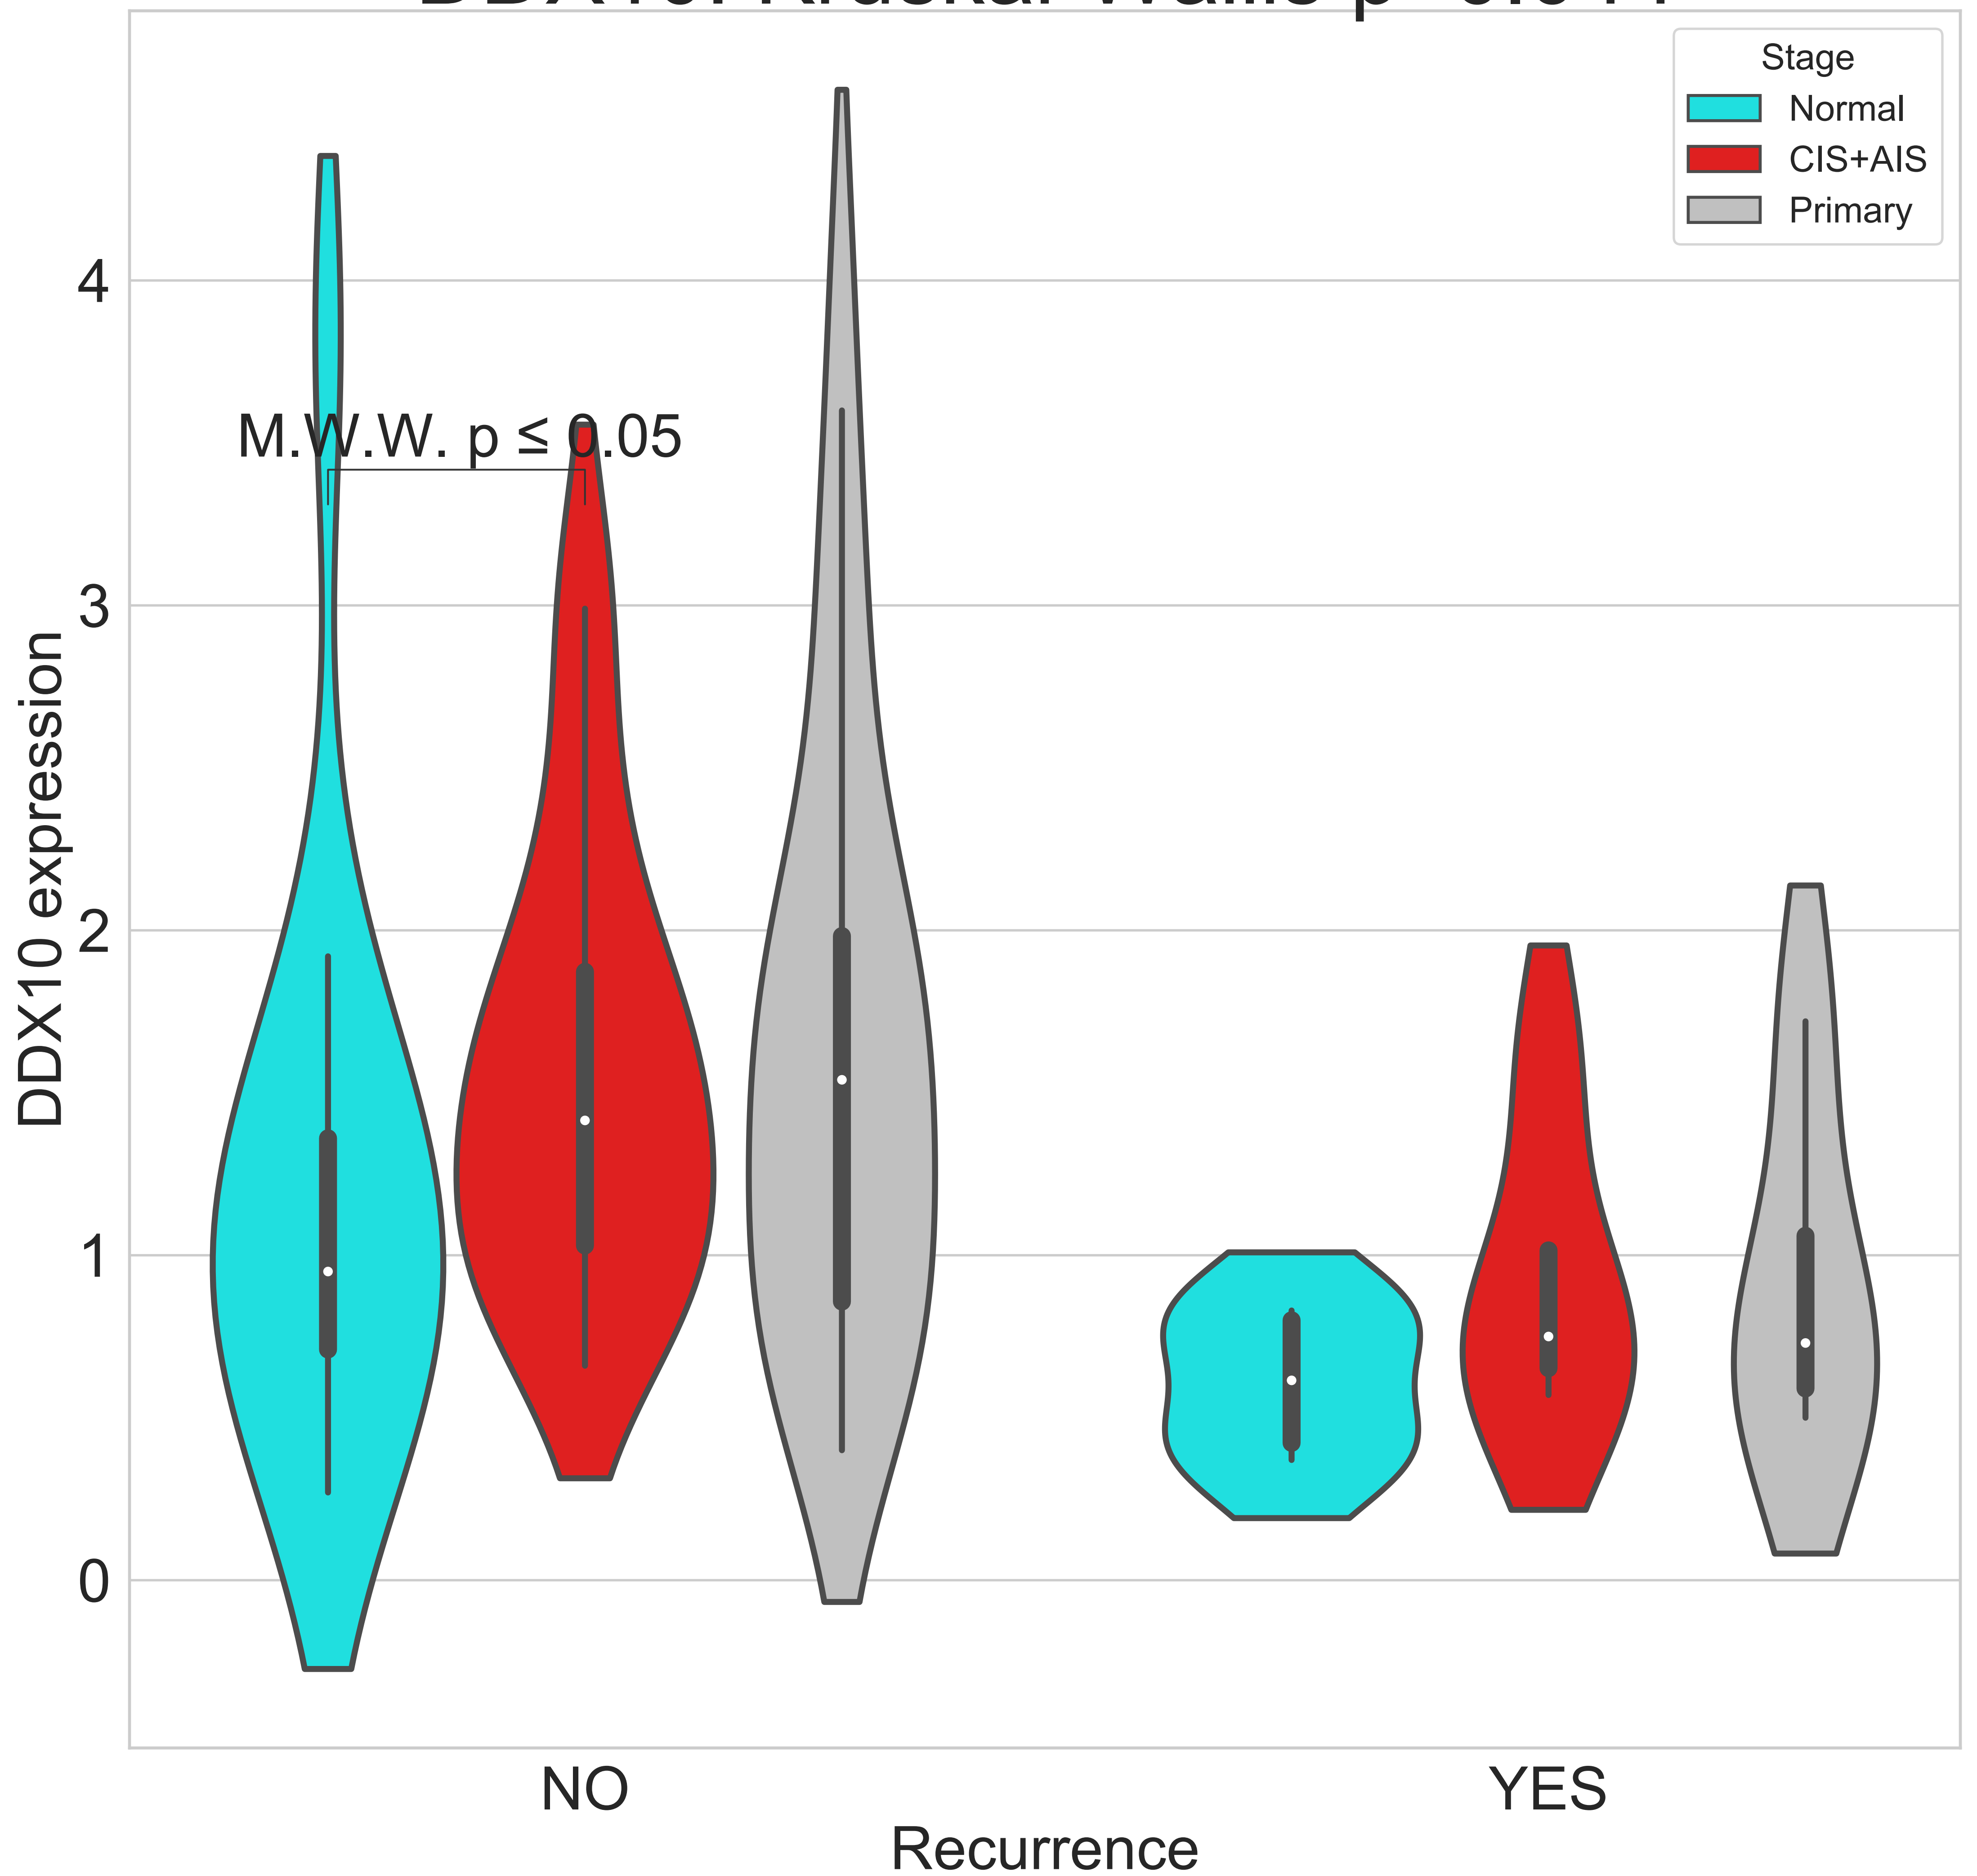 Stage
Normal
CIS+AIS
Primary
4
M.W.W. p ≤ 0.05
3
2
1
0
DDX10 expression
NO
YES
Recurrence